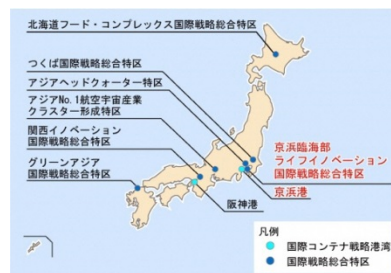 北海道フード・コンプレックス国際戦略総合特区
つくば国際戦略総合特区
アジアヘッドクォーター特区
アジアNo.1航空宇宙産業
クラスター形成特区
関西イノベーション
国際戦略総合特区
グリーンアジア
国際戦略総合特区
京浜臨海部
ライフイノベーション
国際戦略総合特区
京浜港
阪神港
凡例
国際コンテナ戦略港湾
国際戦略総合特区